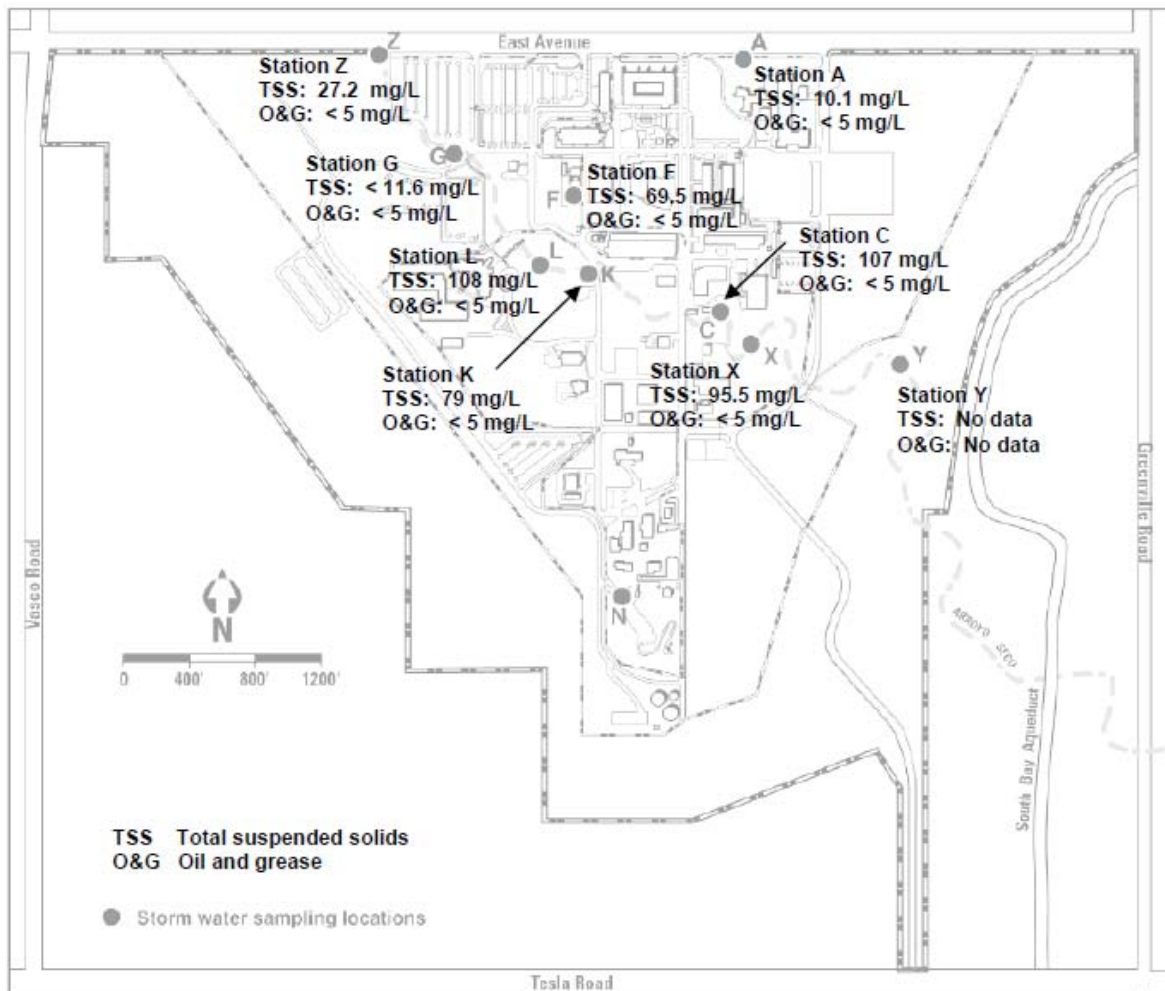 Z
East Avenue
A
Station Z
TSS: 27.2 mg/L
O&G: < 5 mg/L
Station A
TSS: 10.1 mg/L
O&G: < 5 mg/L
G
Station G
TSS: < 11.6 mg/L
O&G: < 5 mg/L
F
Station F
TSS: 69.5 mg/L
O&G: < 5 mg/L
Station C
TSS: 107 mg/L
O&G: < 5 mg/L
L
Station L
TSS: 108 mg/L
O&G: < 5 mg/L
K
C
X
Y
Station K
TSS: 79 mg/L
O&G: < 5 mg/L
Station X
TSS: 95.5 mg/L
O&G: < 5 mg/L
Station Y
TSS: No data
O&G: No data
Vasco Road
Greenville Road
N
N
0 400' 800' 1200'
ARROYO SECO
South Bay Aqueduct
TSS Total suspended solids
O&G Oil and grease
Storm water sampling locations
Tesla Road